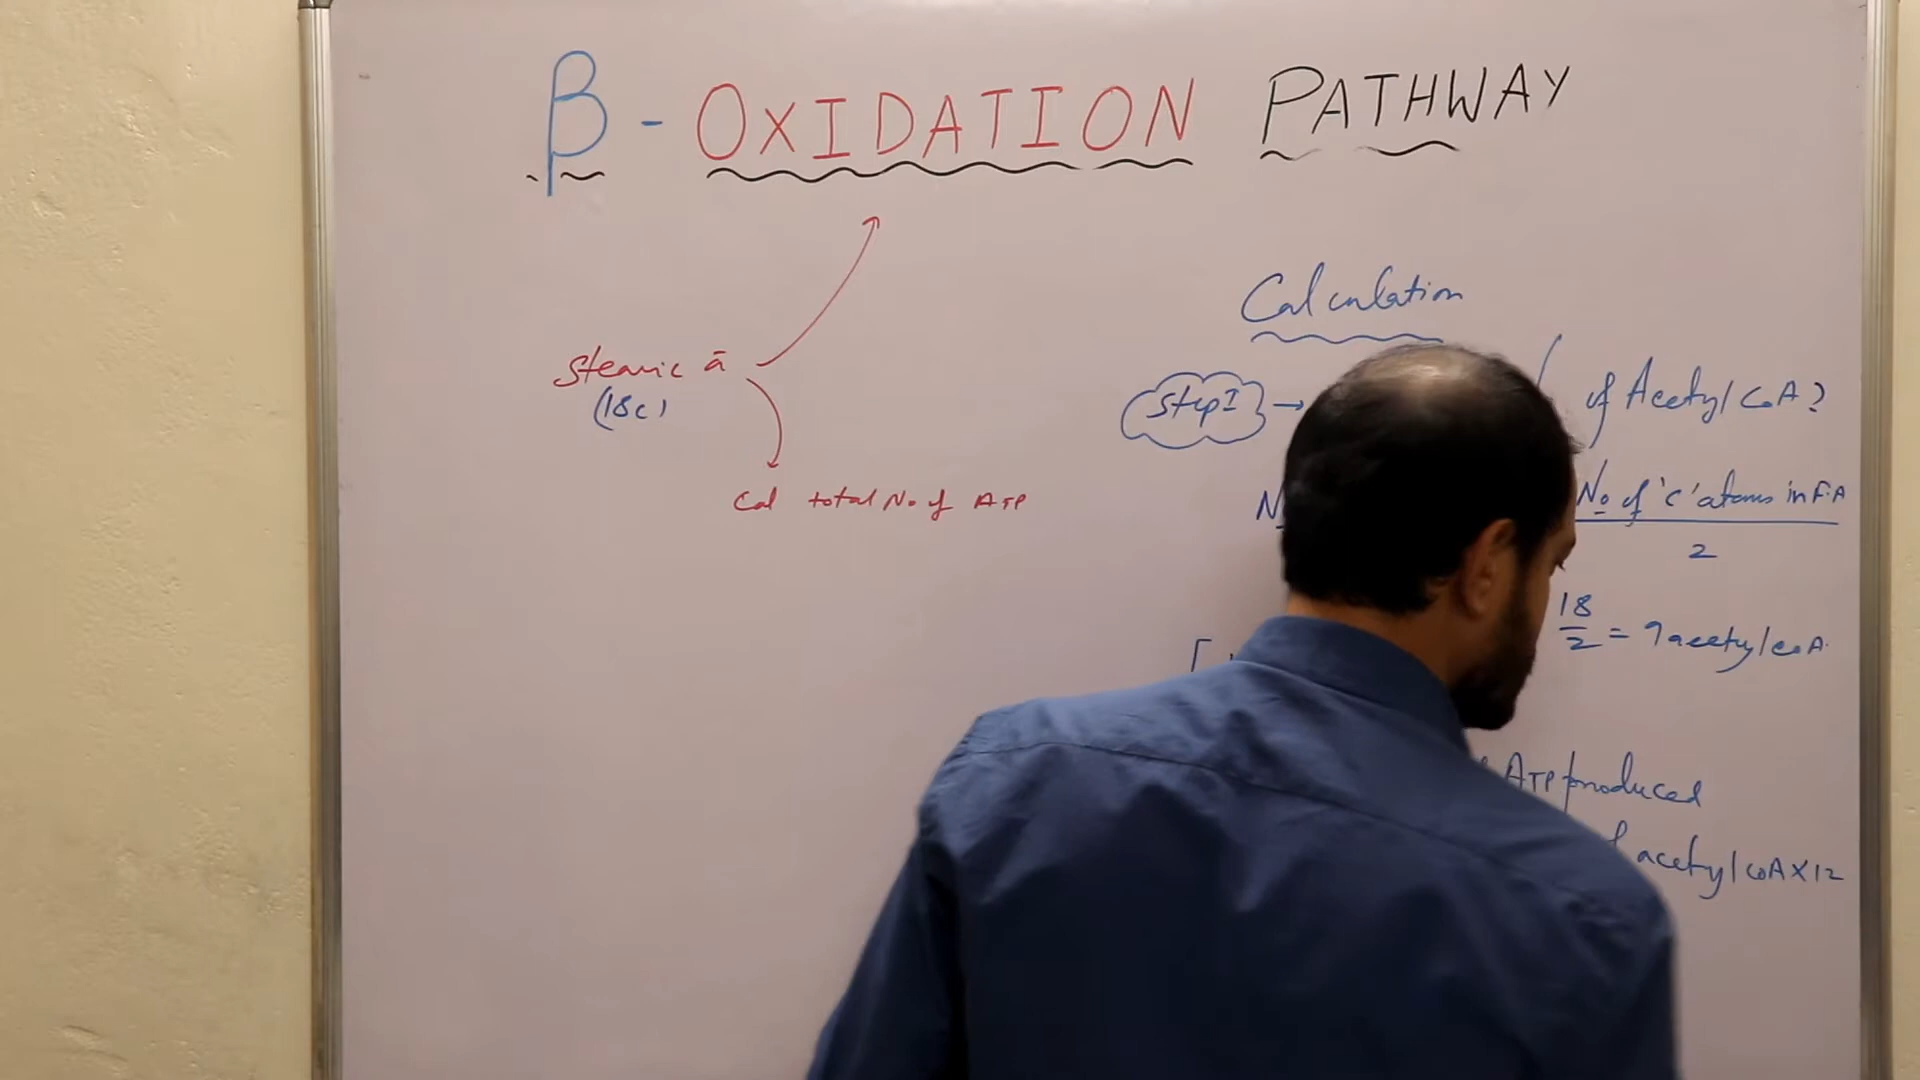 β - OXIDATION PATHWAY
Stearic ā
(18C)
Cal total No of ATP
Calculation
Step I →
of Acetyl CoA?
No of 'C' atoms in F.A
2
18
2
= 9 acetyl CoA.
ATP produced
acetyl CoA X 12